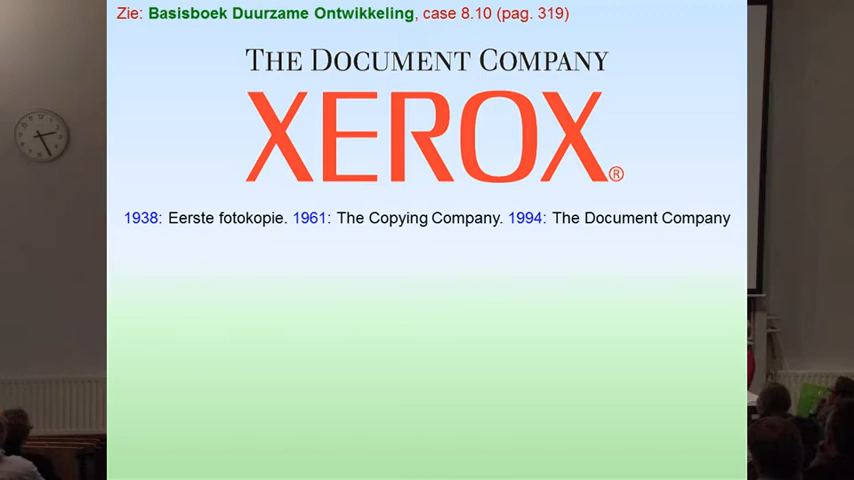 Zie: Basisboek Duurzame Ontwikkeling, case 8.10 (pag. 319)
THE DOCUMENT COMPANY
XEROX®
1938: Eerste fotokopie. 1961: The Copying Company. 1994: The Document Company